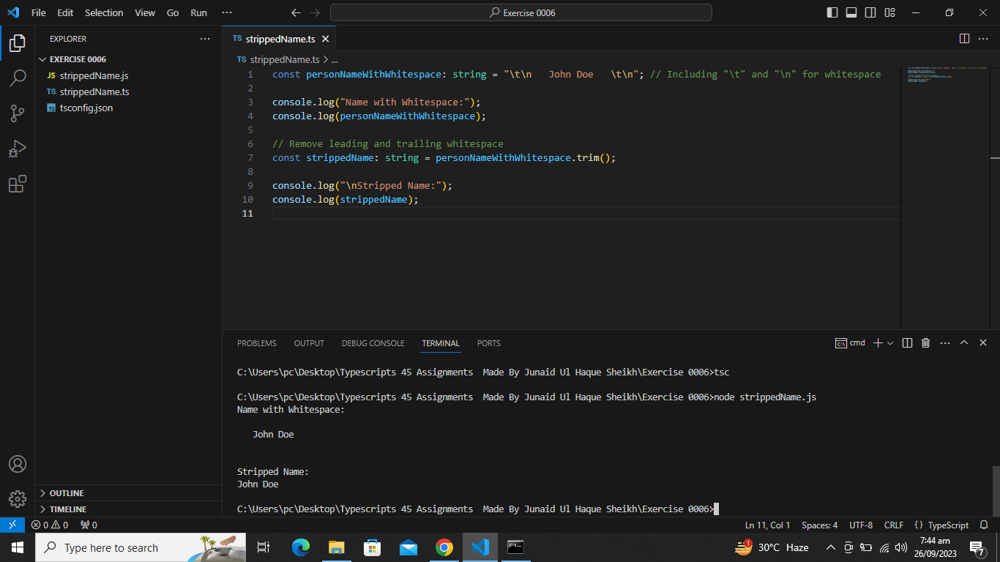 File Edit Selection View Go Run ···
Exercise 0006
EXPLORER ···
EXERCISE 0006
JS strippedName.js
TS strippedName.ts
tsconfig.json
OUTLINE
TIMELINE
TS strippedName.ts
TS strippedName.ts > ...
1 const personNameWithWhitespace: string = "\t\n   John Doe   \t\n"; // Including "\t" and "\n" for whitespace
2
3 console.log("Name with Whitespace:");
4 console.log(personNameWithWhitespace);
5
6 // Remove leading and trailing whitespace
7 const strippedName: string = personNameWithWhitespace.trim();
8
9 console.log("\nStripped Name:");
10 console.log(strippedName);
11
PROBLEMS OUTPUT DEBUG CONSOLE TERMINAL PORTS
cmd
C:\Users\pc\Desktop\Typescripts 45 Assignments  Made By Junaid Ul Haque Sheikh\Exercise 0006>tsc
C:\Users\pc\Desktop\Typescripts 45 Assignments  Made By Junaid Ul Haque Sheikh\Exercise 0006>node strippedName.js
Name with Whitespace:
John Doe
Stripped Name:
John Doe
C:\Users\pc\Desktop\Typescripts 45 Assignments  Made By Junaid Ul Haque Sheikh\Exercise 0006>
0 0 0
Ln 11, Col 1 Spaces: 4 UTF-8 CRLF {} TypeScript
Type here to search
1 30°C Haze
7:44 am
26/09/2023
7